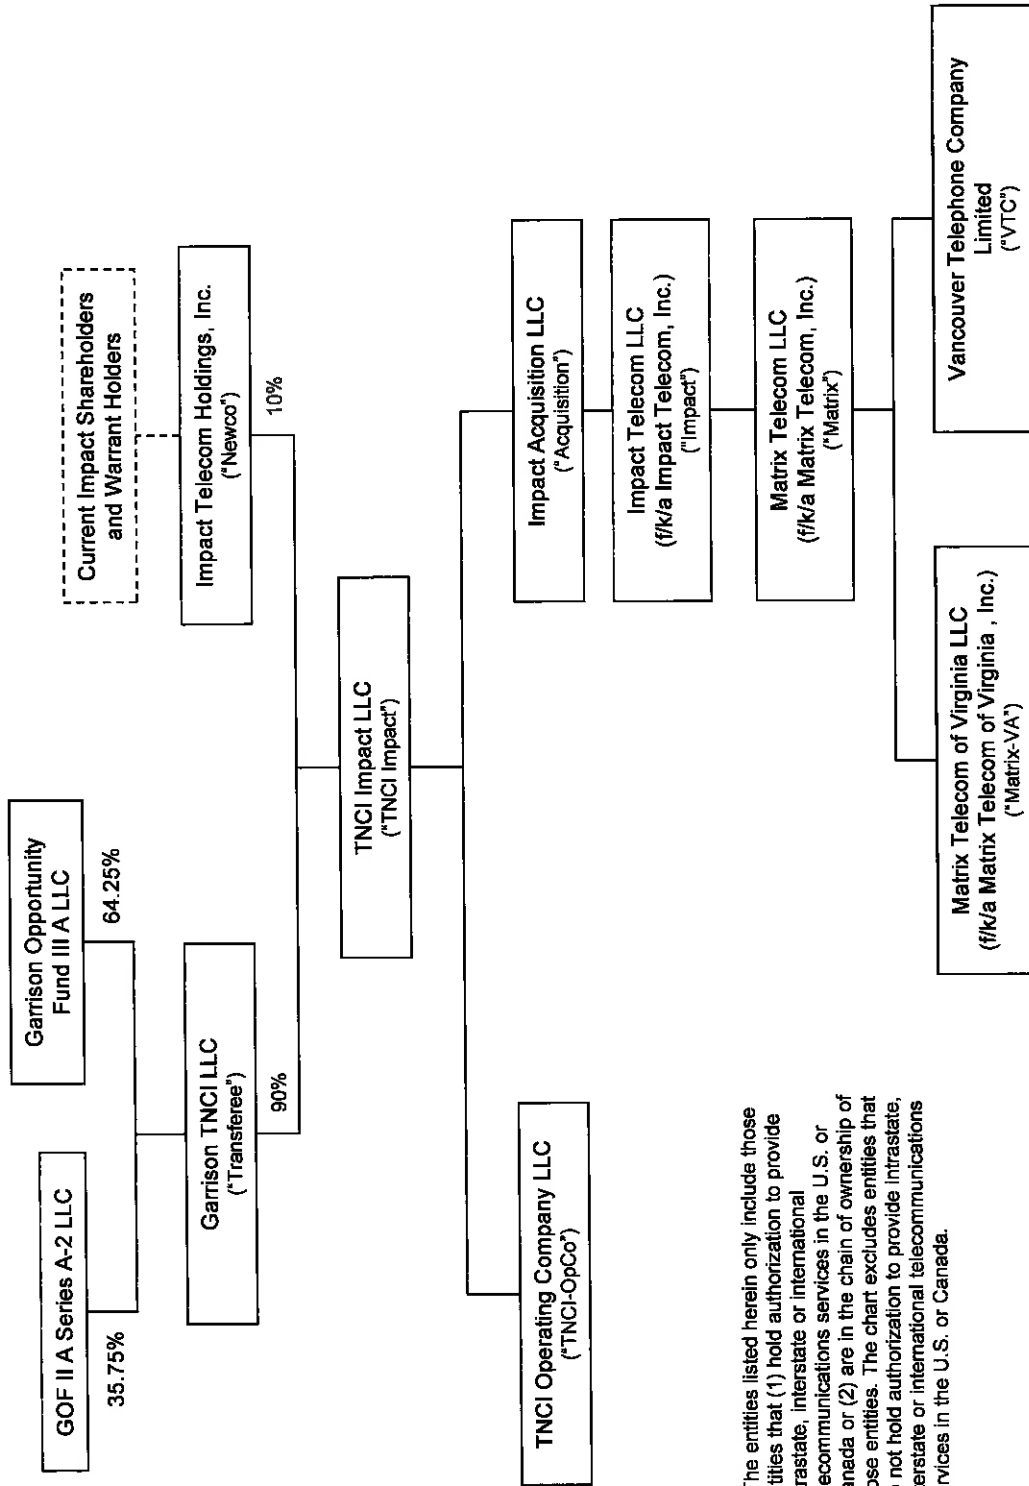 Garrison Opportunity
Fund III A LLC
GOF II A Series A-2 LLC
35.75%
64.25%
Current Impact Shareholders
and Warrant Holders
Garrison TNCI LLC
("Transferee")
Impact Telecom Holdings, Inc.
("Newco")
90%
10%
TNCI Impact LLC
("TNCI Impact")
TNCI Operating Company LLC
("TNCI-OpCo")
Impact Acquisition LLC
("Acquisition")
Impact Telecom LLC
(f/k/a Impact Telecom, Inc.)
("Impact")
Matrix Telecom LLC
(f/k/a Matrix Telecom, Inc.)
("Matrix")
Matrix Telecom of Virginia LLC
(f/k/a Matrix Telecom of Virginia , Inc.)
("Matrix-VA")
Vancouver Telephone Company
Limited
("VTC")
he entities listed herein only include those
tities that (1) hold authorization to provide
rastate, interstate or international
ecommunications services in the U.S. or
anada or (2) are in the chain of ownership of
ose entities. The chart excludes entities that
not hold authorization to provide intrastate,
erstate or international telecommunications
rvices in the U.S. or Canada.